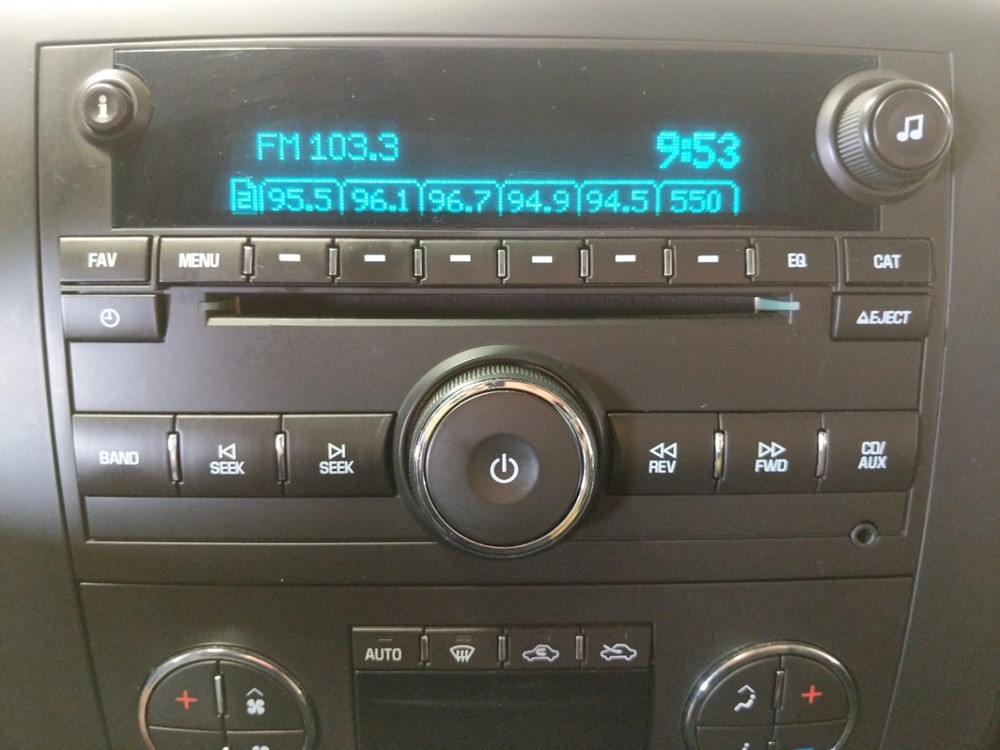 i
FM 103.3 9:53
2 95.5 96.1 96.7 94.9 94.5 550
FAV MENU EQ CAT
EJECT
BAND SEEK SEEK REV FWD CD/
AUX
AUTO